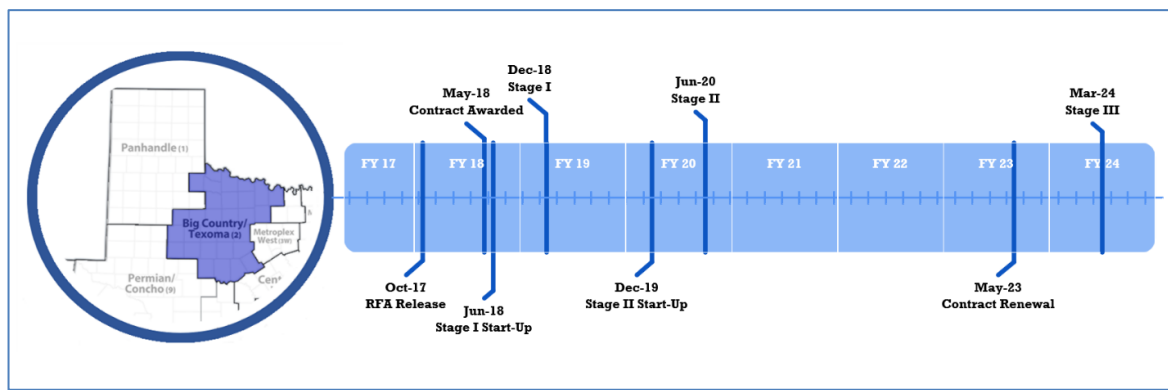 Panhandle (1)
Big Country/
Texoma (2)
Metroplex
West (3W)
Permian/
Concho (9)
Cent
Dec-18
Stage I
May-18
Contract Awarded
Jun-20
Stage II
Mar-24
Stage III
FY 17
FY 18
FY 19
FY 20
FY 21
FY 22
FY 23
FY 24
Oct-17
RFA Release
Jun-18
Stage I Start-Up
Dec-19
Stage II Start-Up
May-23
Contract Renewal